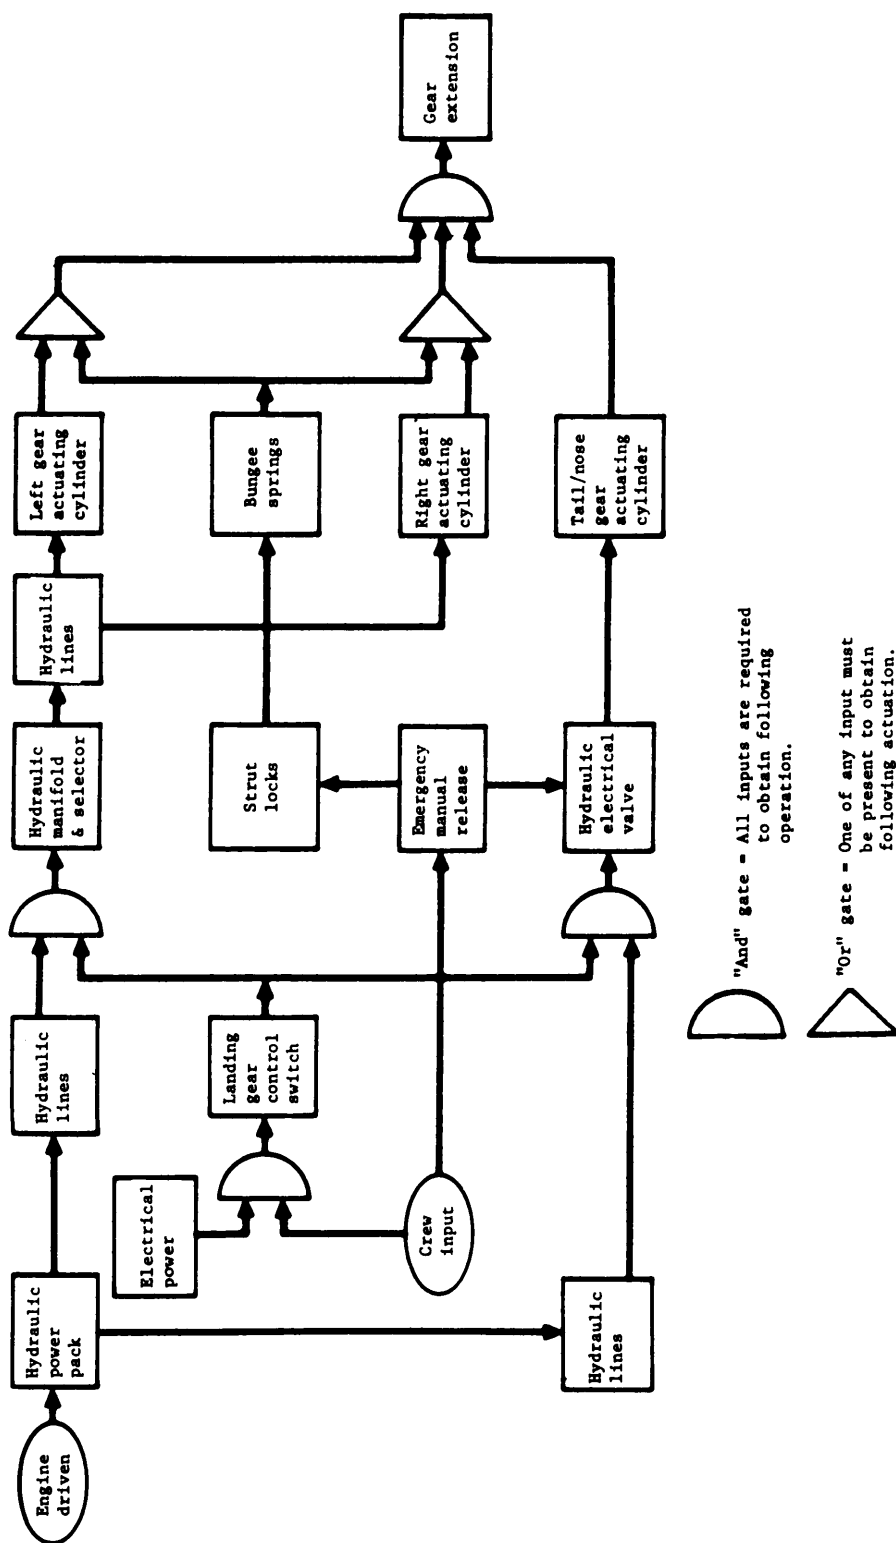 Engine
driven
Hydraulic
power
pack
Hydraulic
lines
Hydraulic
manifold
& selector
Hydraulic
lines
Left gear
actuating
cylinder
Electrical
power
Landing
gear
control
switch
Strut
locks
Bungee
springs
Crew
input
Emergency
manual
release
Right gear
actuating
cylinder
Gear
extension
Hydraulic
lines
Hydraulic
electrical
valve
Tail/nose
gear
actuating
cylinder
"And" gate = All inputs are required
to obtain following
operation.
"Or" gate = One of any input must
be present to obtain
following actuation.